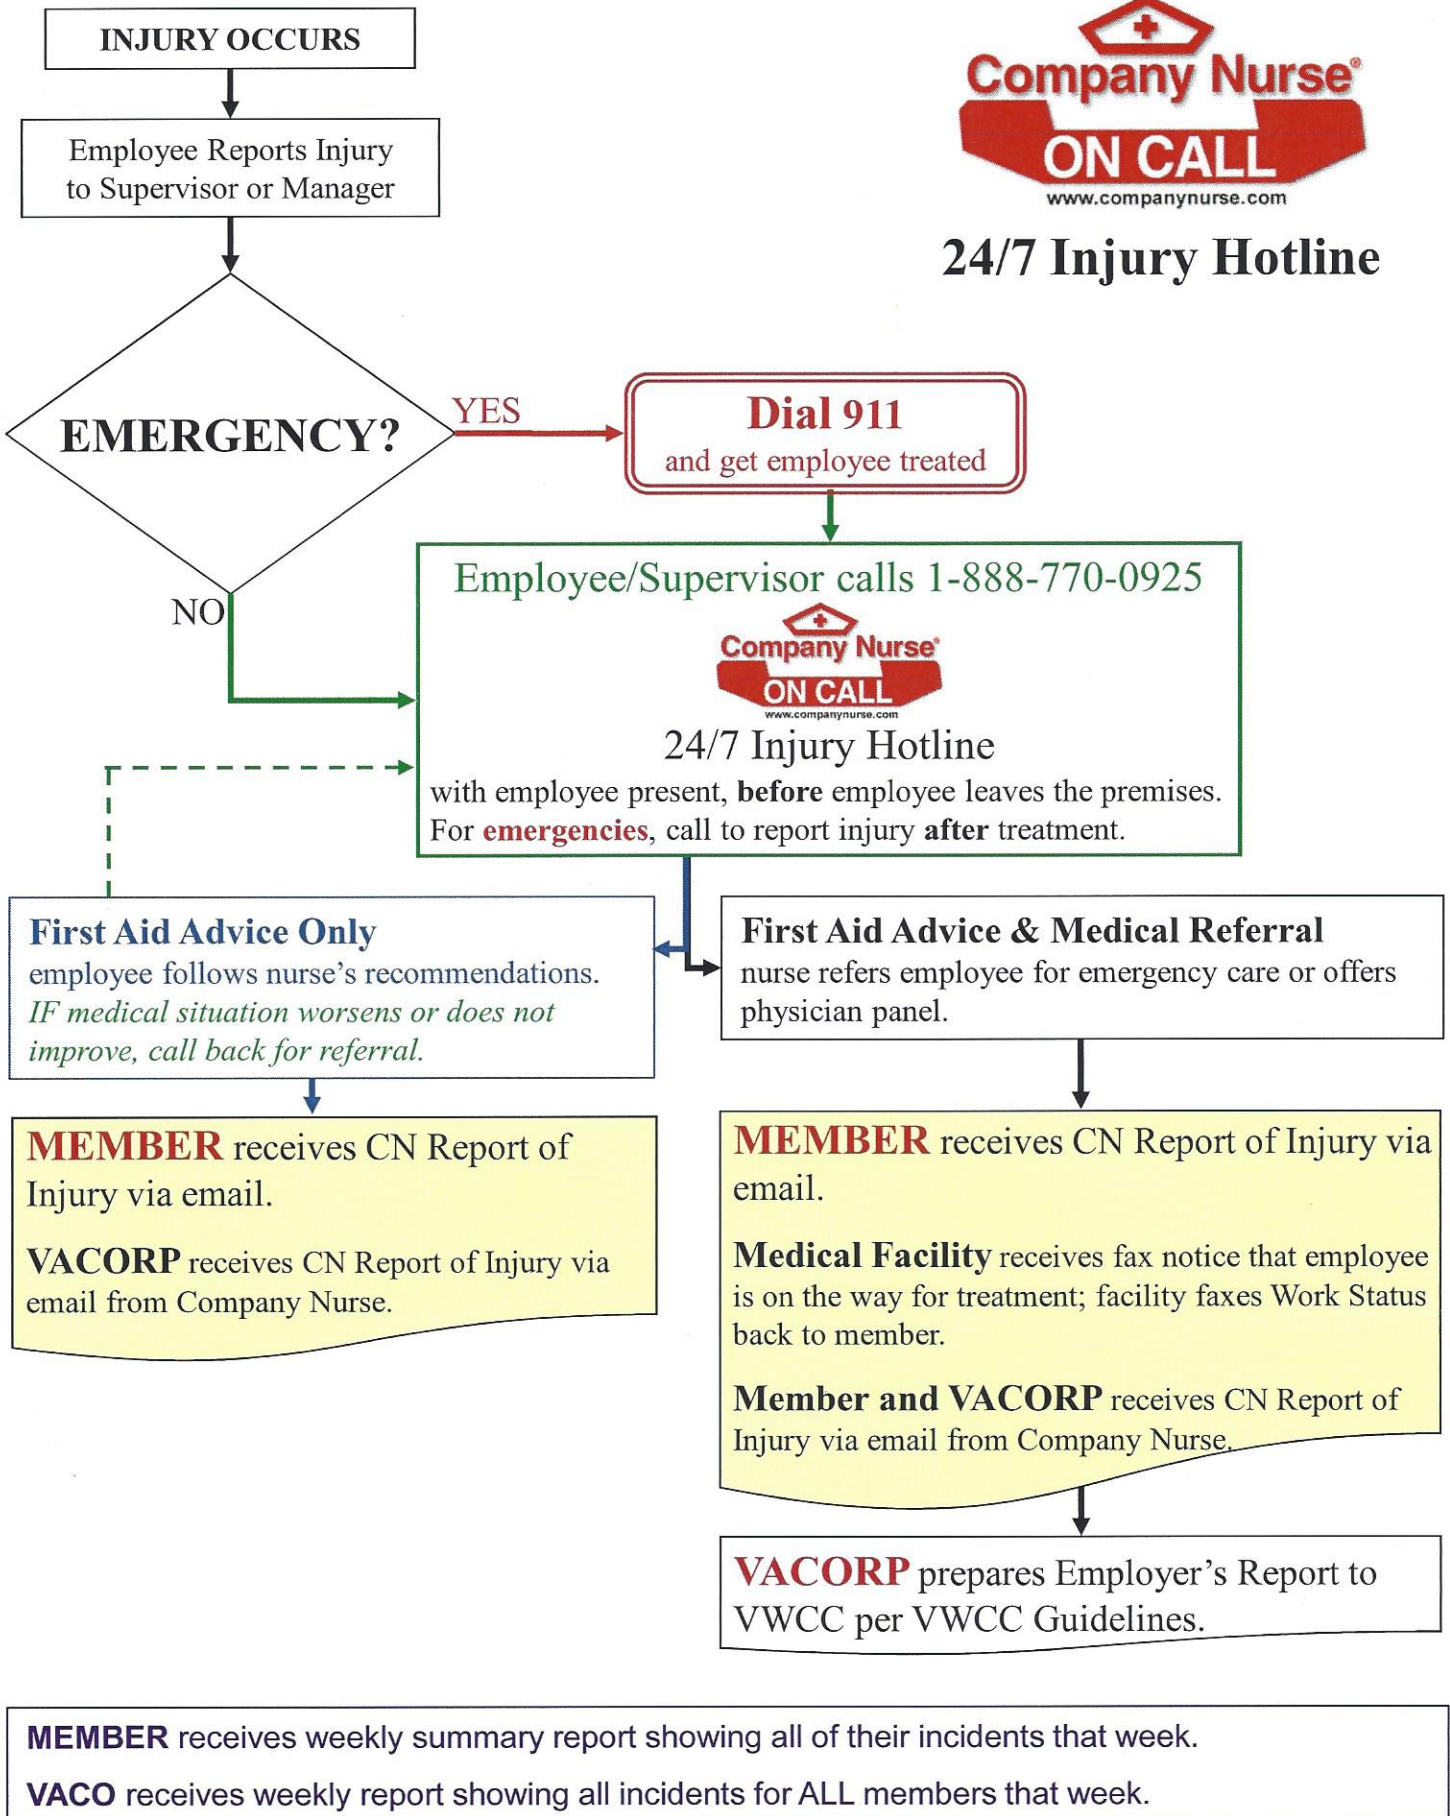 INJURY OCCURS
Employee Reports Injury
to Supervisor or Manager
Company Nurse®
ON CALL
www.companynurse.com
24/7 Injury Hotline
EMERGENCY?
YES
Dial 911
and get employee treated
NO
Employee/Supervisor calls 1-888-770-0925
Company Nurse®
ON CALL
www.companynurse.com
24/7 Injury Hotline
with employee present, before employee leaves the premises.
For emergencies, call to report injury after treatment.
First Aid Advice Only
employee follows nurse's recommendations.
IF medical situation worsens or does not
improve, call back for referral.
First Aid Advice & Medical Referral
nurse refers employee for emergency care or offers
physician panel.
MEMBER receives CN Report of
Injury via email.
VACORP receives CN Report of Injury via
email from Company Nurse.
MEMBER receives CN Report of Injury via
email.
Medical Facility receives fax notice that employee
is on the way for treatment; facility faxes Work Status
back to member.
Member and VACORP receives CN Report of
Injury via email from Company Nurse.
VACORP prepares Employer's Report to
VWCC per VWCC Guidelines.
MEMBER receives weekly summary report showing all of their incidents that week.
VACO receives weekly report showing all incidents for ALL members that week.